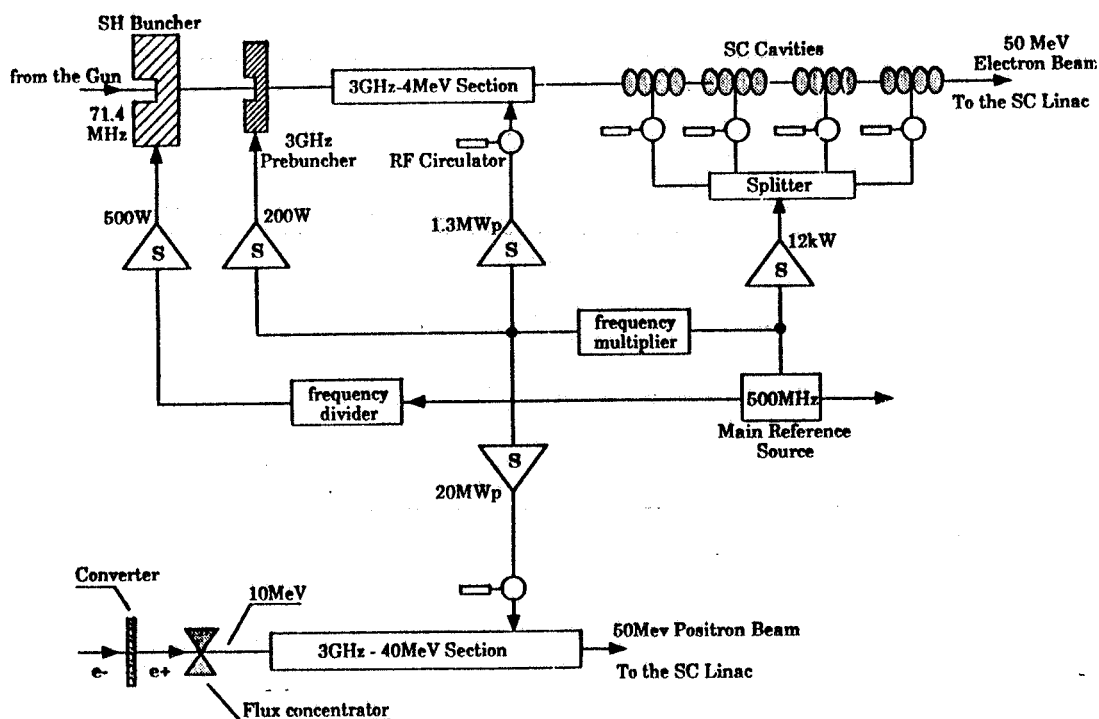 SH Buncher
from the Gun
71.4
MHz
3GHz
Prebuncher
3GHz-4MeV Section
RF Circulator
SC Cavities
50 MeV
Electron Beam
To the SC Linac
Splitter
500W
S
200W
S
1.3MWp
S
12kW
S
frequency
multiplier
frequency
divider
500MHz
Main Reference
Source
S
20MWp
Converter
10MeV
e-
e+
3GHz - 40MeV Section
50Mev Positron Beam
To the SC Linac
Flux concentrator